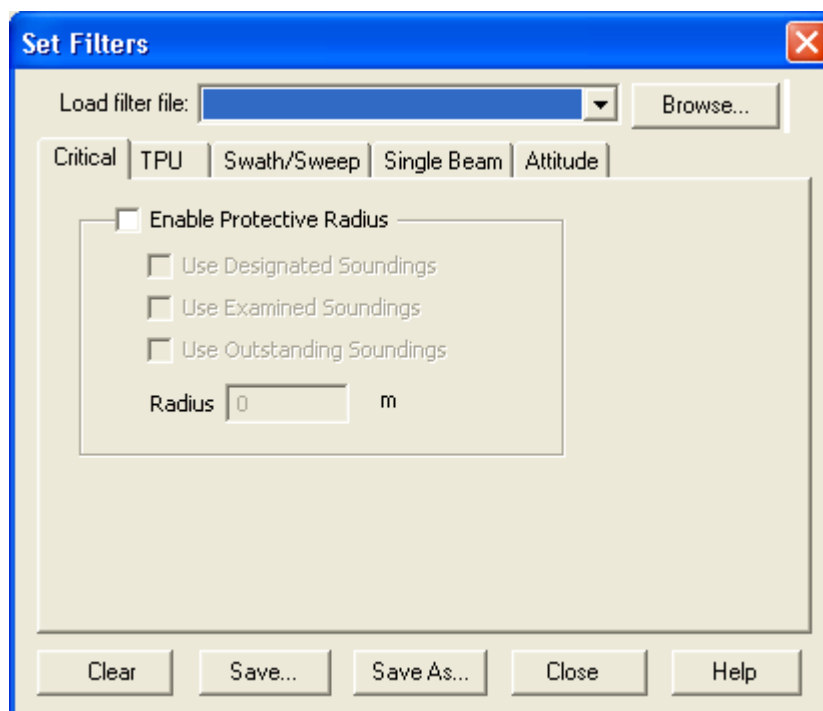 Set Filters
Load filter file: Browse...
Critical TPU Swath/Sweep Single Beam Attitude
Enable Protective Radius
Use Designated Soundings
Use Examined Soundings
Use Outstanding Soundings
Radius 0 m
Clear Save... Save As... Close Help